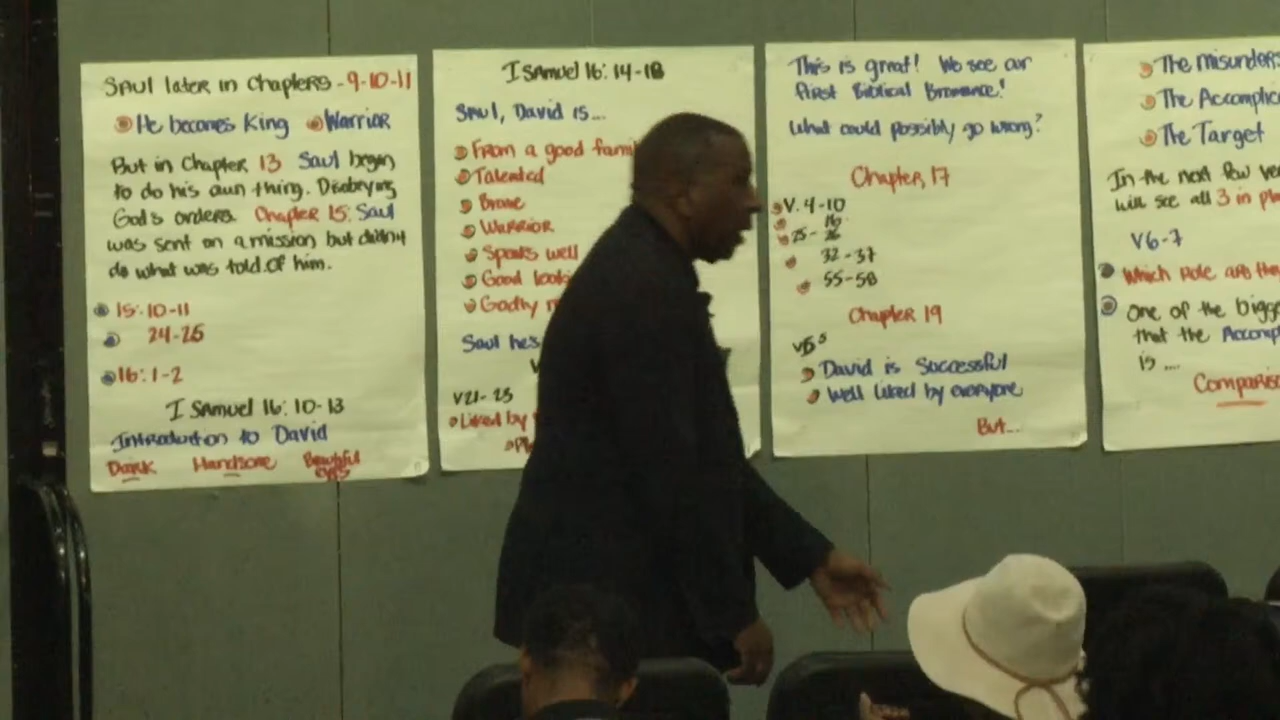 Saul later in Chapters - 9-10-11
He becomes King Warrior
But in Chapter 13 Saul began
to do his own thing. Disobeying
God's orders. Chapter 15: Saul
was sent on a mission but didn't
do what was told of him.
15:10-11
24-25
16:1-2
I Samuel 16:10-13
Introduction to David
Dark Handsome Beautiful
eyes
I Samuel 16:14-18
Saul, David is...
From a good fami
Talented
Brave
Warrior
Speaks well
Good look
Godly
Saul he
V21-23
Liked by
This is great! We see our
First Biblical Bromance!
What could possibly go wrong?
Chapter, 17
V. 4-10
16
25-26
32-37
55-58
Chapter 19
David is Successful
Well liked by everyone
But...
The misunders
The Accomplic
The Target
In the next few ve
will see all 3 in pl
V6-7
Which Role are the
One of the bigge
that the Accomp
is ....
Compariso